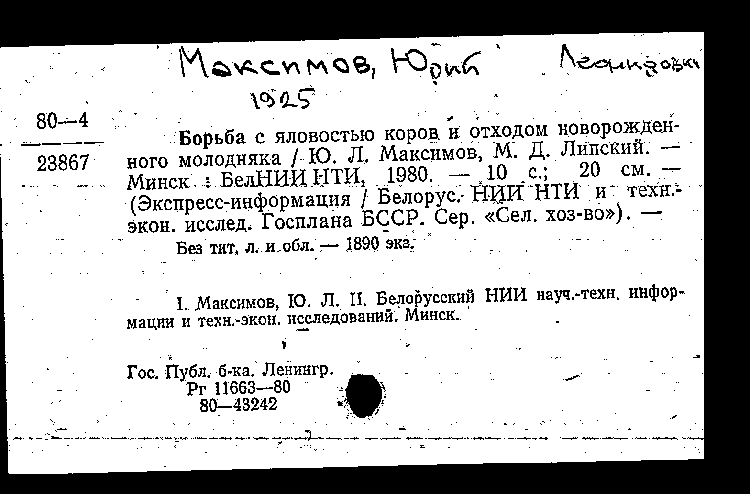 Максимов, Юрий Леонидович
1925
80—4
23867
Борьба с яловостью коров и отходом новорожден-
ного молодняка / Ю. Л. Максимов, М. Д. Липский. —
Минск : БелНИИНТИ, 1980. — 10 с.; 20 см. —
(Экспресс-информация / Белорус. НИИ НТИ и техн.-
экон. исслед. Госплана БССР. Сер. «Сел. хоз-во»). —
Без тит. л. и обл. — 1890 экз.
I. Максимов, Ю. Л. II. Белорусский НИИ науч.-техн. инфор-
мации и техн.-экон. исследований. Минск.
Гос. Публ. б-ка. Ленингр.
Рг 11663—80
80—43242